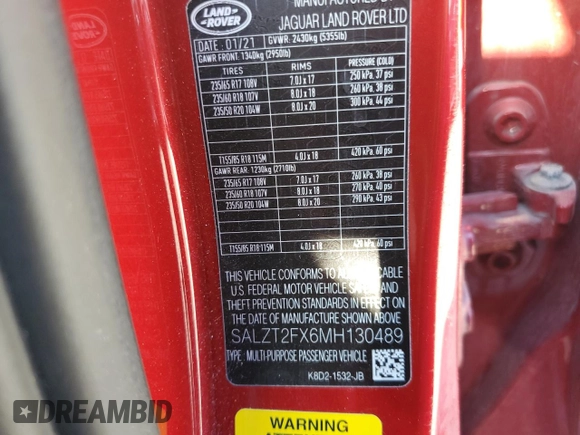 LAND
ROVER
MANUFACTURED BY
JAGUAR LAND ROVER LTD
DATE : 01/21 GVWR: 2430kg (5355lb)
GAWR FRONT: 1340kg (2950lb)
TIRES RIMS PRESSURE (COLD)
235/65 R17 108V 7.0J x 17 250 kPa, 37 psi
235/60 R18 107V 8.0J x 18 260 kPa, 38 psi
235/50 R20 104W 8.0J x 20 300 kPa, 44 psi
T155/85 R18 115M 4.0J x 18 420 kPa, 60 psi
GAWR REAR: 1230kg (2710lb)
235/65 R17 108V 7.0J x 17 260 kPa, 38 psi
235/60 R18 107V 8.0J x 18 270 kPa, 40 psi
235/50 R20 104W 8.0J x 20 290 kPa, 43 psi
T155/85 R18 115M 4.0J x 18 420 kPa, 60 psi
THIS VEHICLE CONFORMS TO ALL APPLICABLE
U.S. FEDERAL MOTOR VEHICLE SAFETY AND
THEFT PREVENTION STANDARDS IN EFFECT ON
THE DATE OF MANUFACTURE SHOWN ABOVE
SALZT2FX6MH130489
TYPE : MULTI-PURPOSE PASSENGER VEHICLE
K8D2-1532-JB
WARNING
DREAMBID